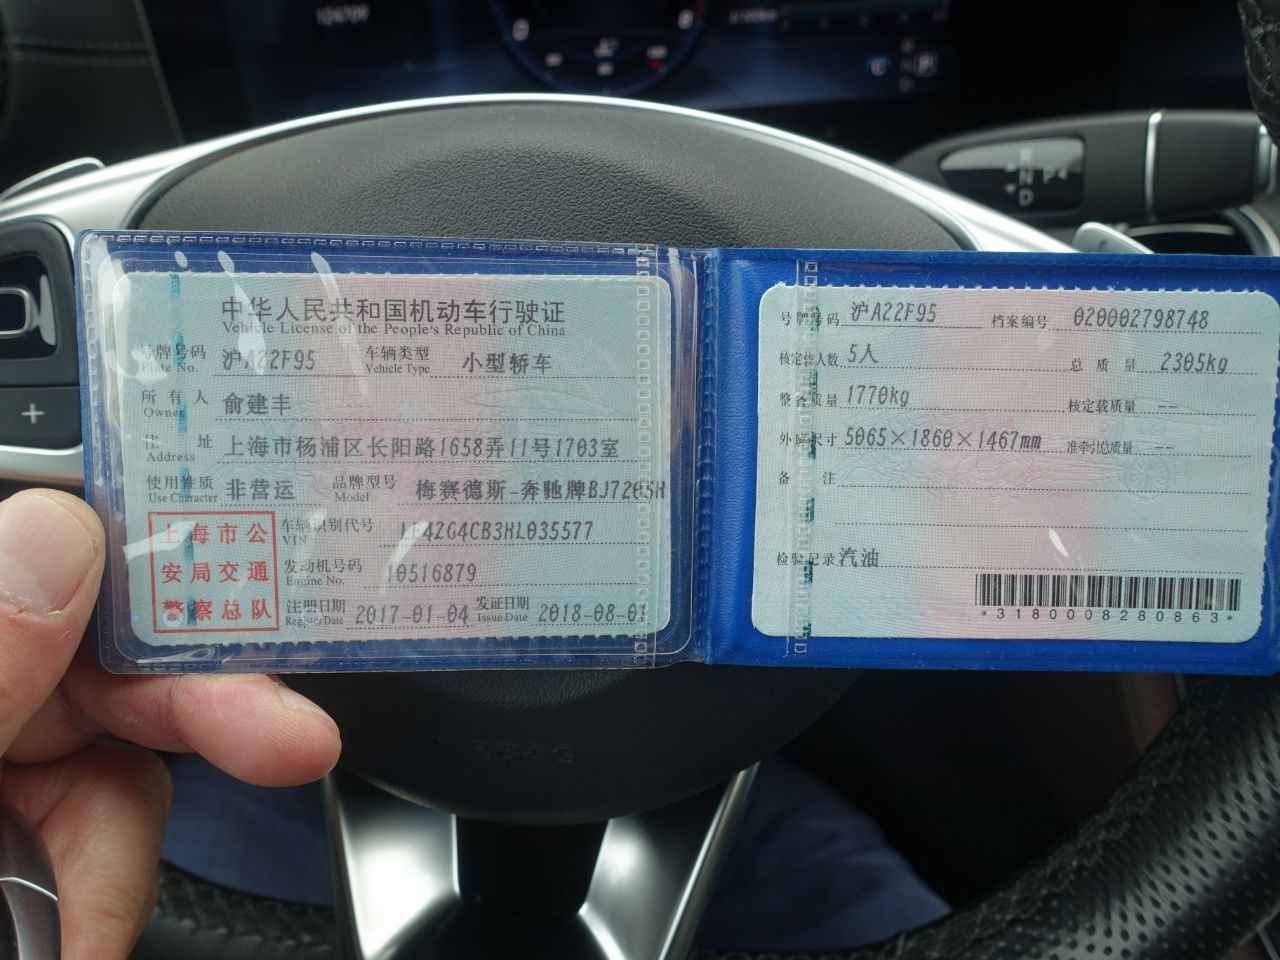 124709
R
N P
D
中华人民共和国机动车行驶证
Vehicle License of the People's Republic of China
号牌号码 沪A22F95 车辆类型 小型轿车
Plate No. Vehicle Type
所有人 俞建丰
Owner
住址 上海市杨浦区长阳路1658弄11号1703室
Address
使用性质 非营运 品牌型号 梅赛德斯-奔驰牌BJ7205H
Use Character Model
上海市公安局交通警察总队
车辆识别代号 LE4ZG4CB3HL035577
VIN
发动机号码 10516879
Engine No.
注册日期 2017-01-04 发证日期 2018-08-01
Register Date Issue Date
号牌号码 沪A22F95 档案编号 020002798748
核定载人数 5人 总质量 2305kg
整备质量 1770kg 核定载质量 --
外廓尺寸 5065×1860×1467mm 准牵引总质量 --
备注
检验记录 汽油
*3180008280863*
AIRBAG